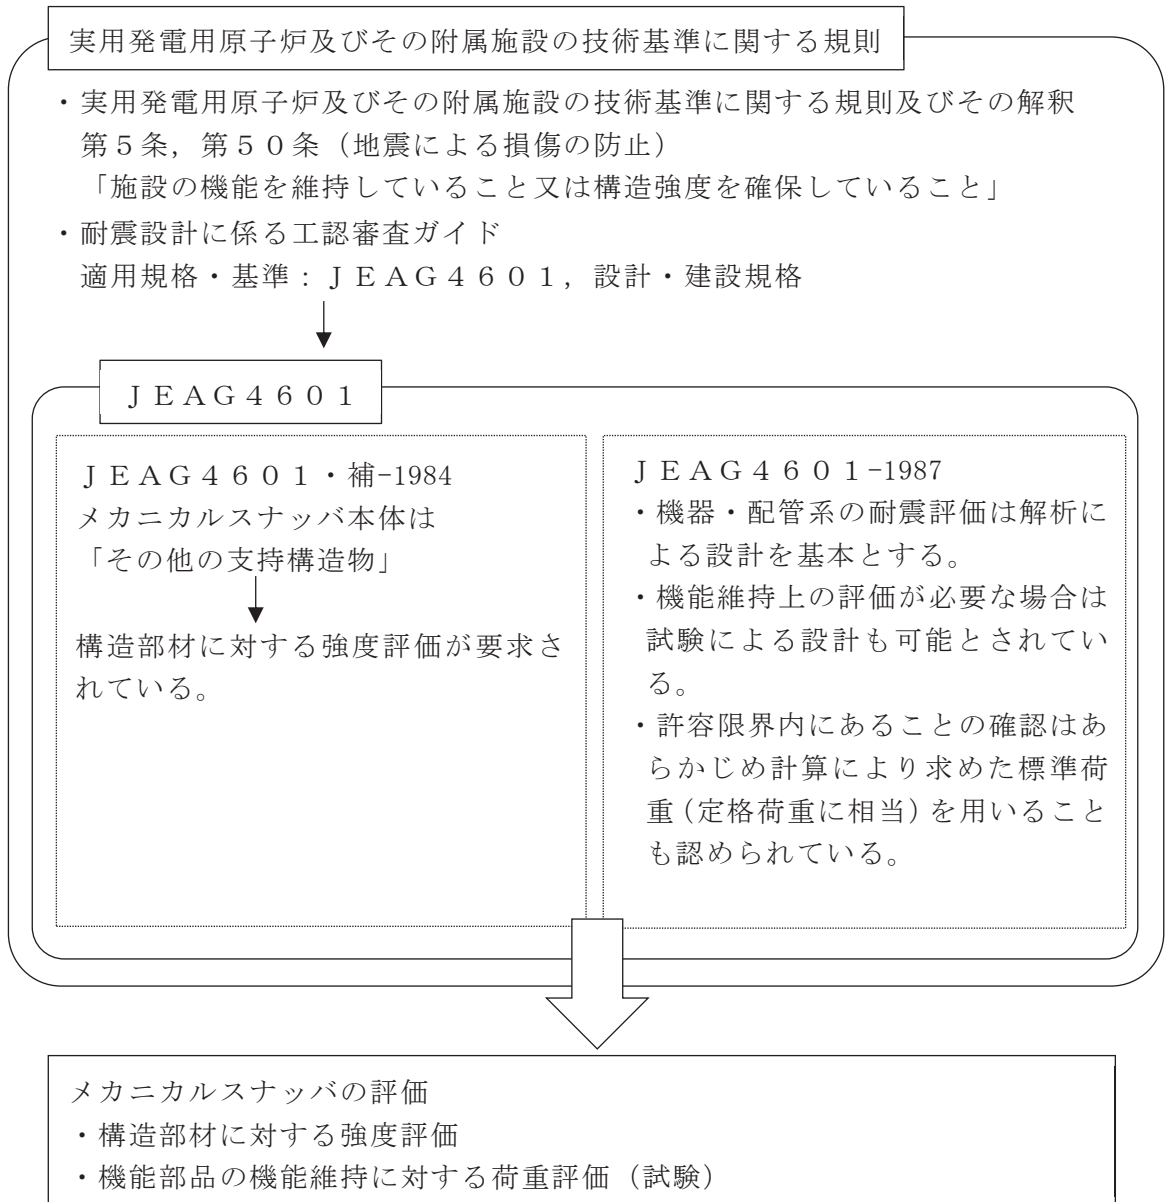 実用発電用原子炉及びその附属施設の技術基準に関する規則
・実用発電用原子炉及びその附属施設の技術基準に関する規則及びその解釈
第５条，第５０条（地震による損傷の防止）
「施設の機能を維持していること又は構造強度を確保していること」
・耐震設計に係る工認審査ガイド
適用規格・基準：ＪＥＡＧ４６０１，設計・建設規格
ＪＥＡＧ４６０１
ＪＥＡＧ４６０１・補-1984
メカニカルスナッバ本体は
「その他の支持構造物」
構造部材に対する強度評価が要求さ
れている。
ＪＥＡＧ４６０１-1987
・機器・配管系の耐震評価は解析に
よる設計を基本とする。
・機能維持上の評価が必要な場合は
試験による設計も可能とされてい
る。
・許容限界内にあることの確認はあ
らかじめ計算により求めた標準荷
重(定格荷重に相当)を用いること
も認められている。
メカニカルスナッバの評価
・構造部材に対する強度評価
・機能部品の機能維持に対する荷重評価（試験）